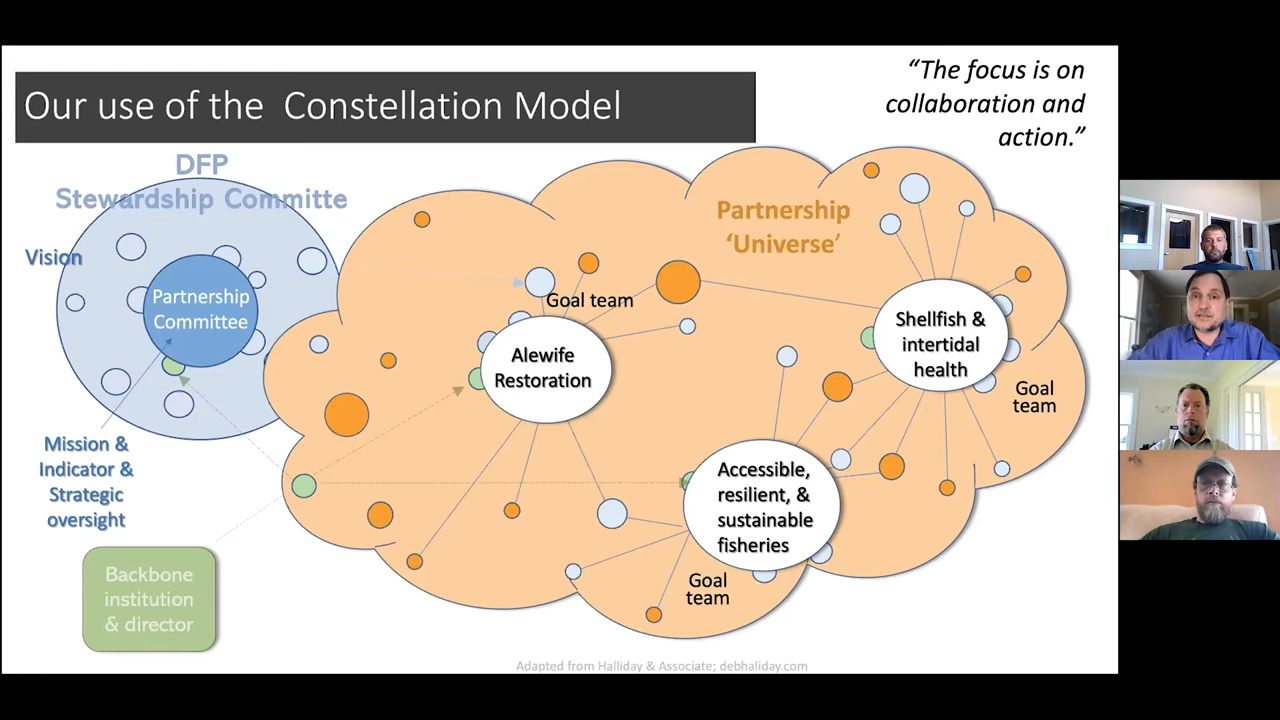 Our use of the  Constellation Model
“The focus is on
collaboration and
action.”
DFP
Stewardship Committe
Vision
Partnership
Committee
Mission &
Indicator &
Strategic
oversight
Backbone
institution
& director
Partnership
‘Universe’
Goal team
Alewife
Restoration
Shellfish &
intertidal
health
Goal
team
Accessible,
resilient, &
sustainable
fisheries
Goal
team
Adapted from Halliday & Associate; debhaliday.com